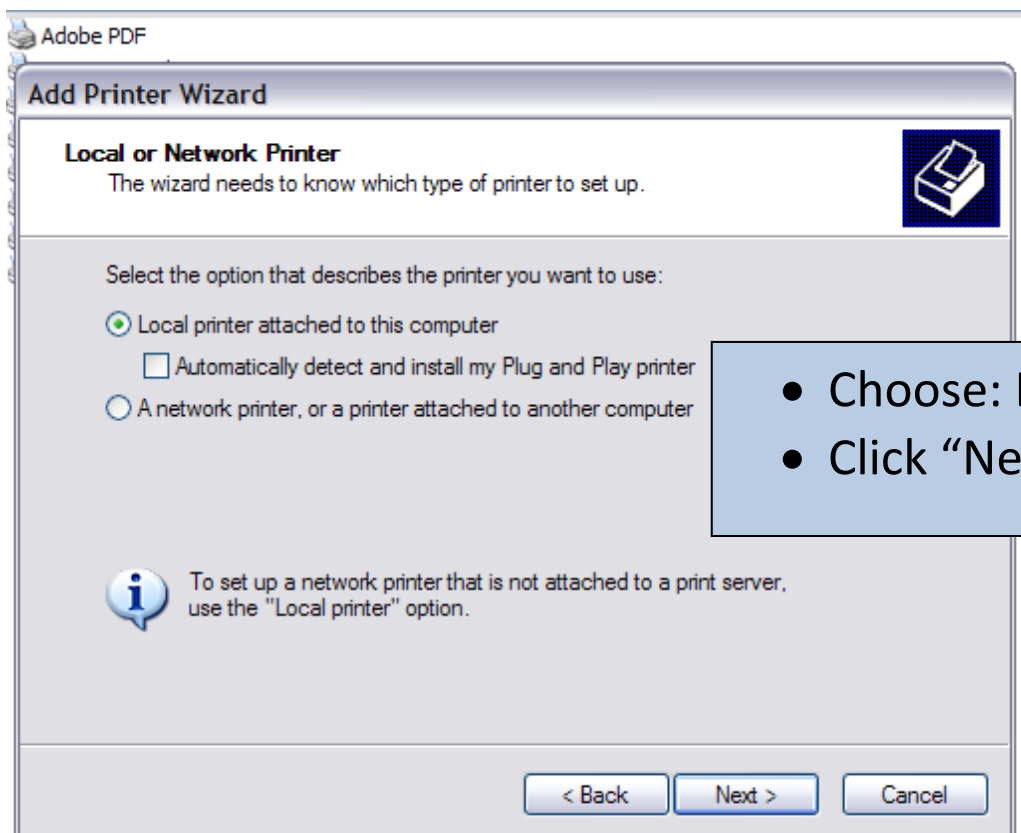 Adobe PDF
Add Printer Wizard
Local or Network Printer
The wizard needs to know which type of printer to set up.
Select the option that describes the printer you want to use:
Local printer attached to this computer
Automatically detect and install my Plug and Play printer
A network printer, or a printer attached to another computer
• Choose:
• Click “Ne
To set up a network printer that is not attached to a print server,
use the "Local printer" option.
< Back
Next >
Cancel